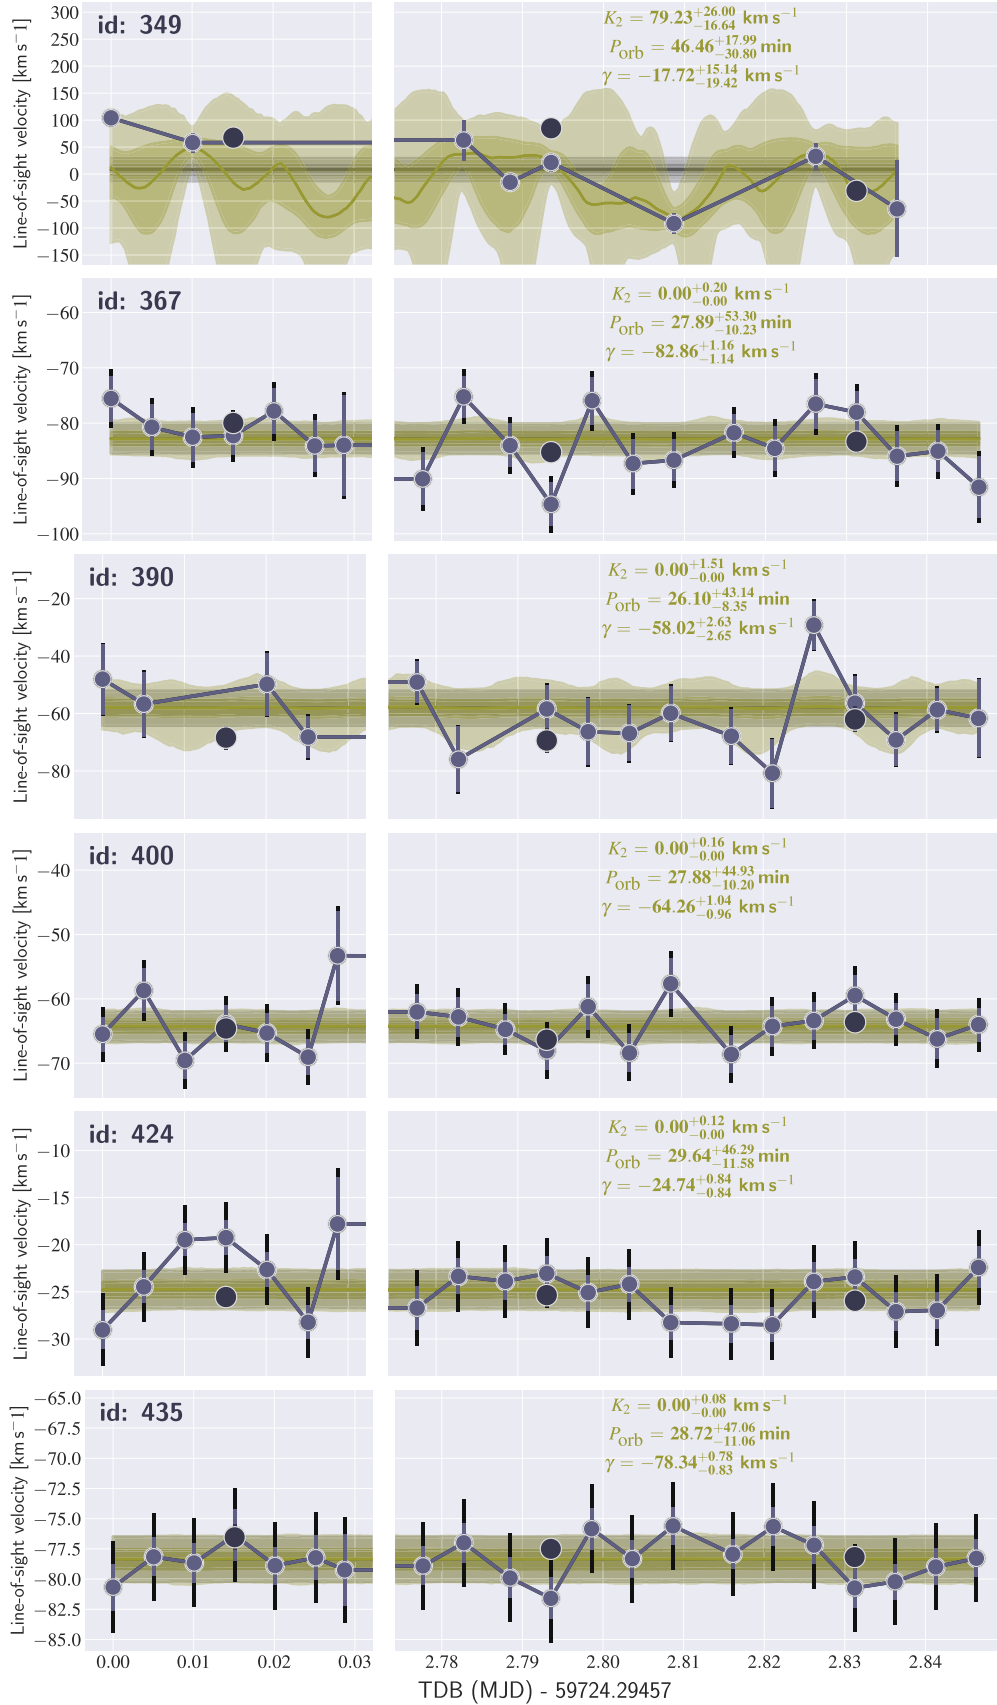 id: 349
K₂ = 79.23 +26.00 −16.64 km s⁻¹
P_orb = 46.46 +17.99 −30.80 min
γ = −17.72 +15.14 −19.42 km s⁻¹
Line-of-sight velocity [km s⁻¹]
300
250
200
150
100
50
0
−50
−100
−150
id: 367
K₂ = 0.00 +0.20 −0.00 km s⁻¹
P_orb = 27.89 +53.30 −10.23 min
γ = −82.86 +1.16 −1.14 km s⁻¹
Line-of-sight velocity [km s⁻¹]
−60
−70
−80
−90
−100
id: 390
K₂ = 0.00 +1.51 −0.00 km s⁻¹
P_orb = 26.10 +43.14 −8.35 min
γ = −58.02 +2.63 −2.65 km s⁻¹
Line-of-sight velocity [km s⁻¹]
−20
−40
−60
−80
id: 400
K₂ = 0.00 +0.16 −0.00 km s⁻¹
P_orb = 27.88 +44.93 −10.20 min
γ = −64.26 +1.04 −0.96 km s⁻¹
Line-of-sight velocity [km s⁻¹]
−40
−50
−60
−70
id: 424
K₂ = 0.00 +0.12 −0.00 km s⁻¹
P_orb = 29.64 +46.29 −11.58 min
γ = −24.74 +0.84 −0.84 km s⁻¹
Line-of-sight velocity [km s⁻¹]
−10
−15
−20
−25
−30
id: 435
K₂ = 0.00 +0.08 −0.00 km s⁻¹
P_orb = 28.72 +47.06 −11.06 min
γ = −78.34 +0.78 −0.83 km s⁻¹
Line-of-sight velocity [km s⁻¹]
−65.0
−67.5
−70.0
−72.5
−75.0
−77.5
−80.0
−82.5
−85.0
0.00 0.01 0.02 0.03 2.78 2.79 2.80 2.81 2.82 2.83 2.84
TDB (MJD) - 59724.29457